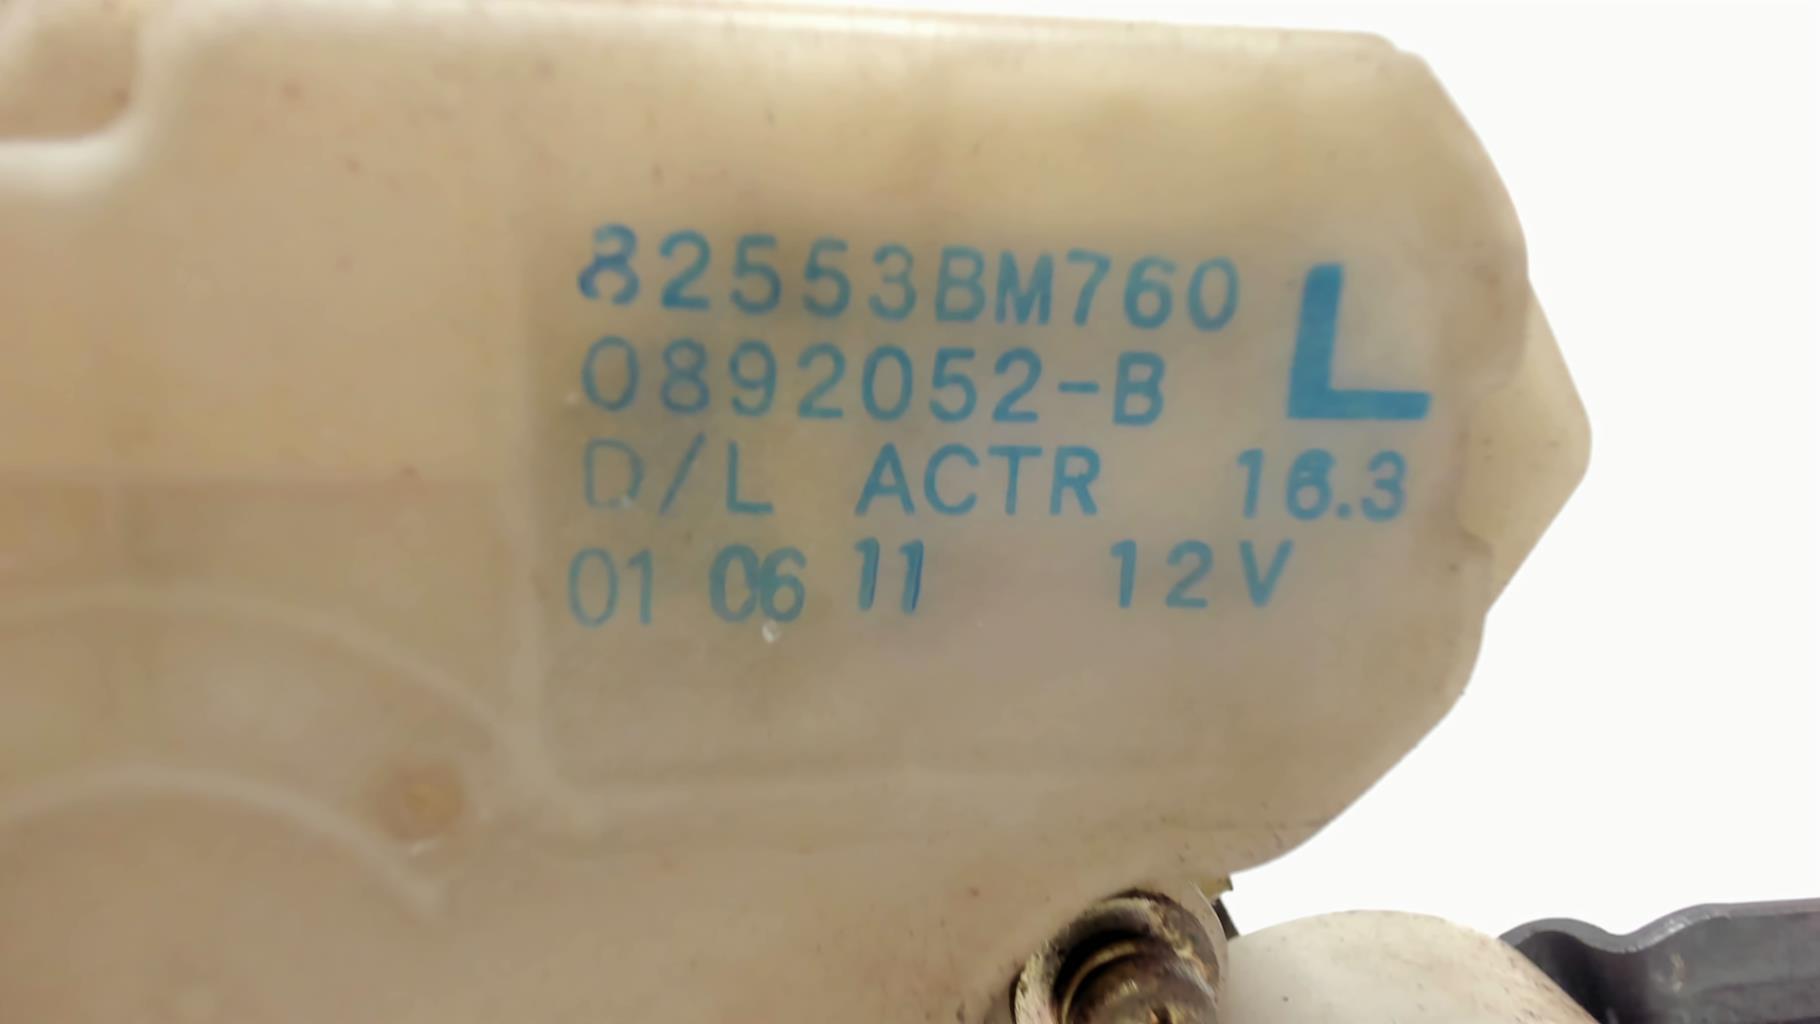 82553BM760 L
0892052-B
D/L ACTR 16.3
01 06 11 12V